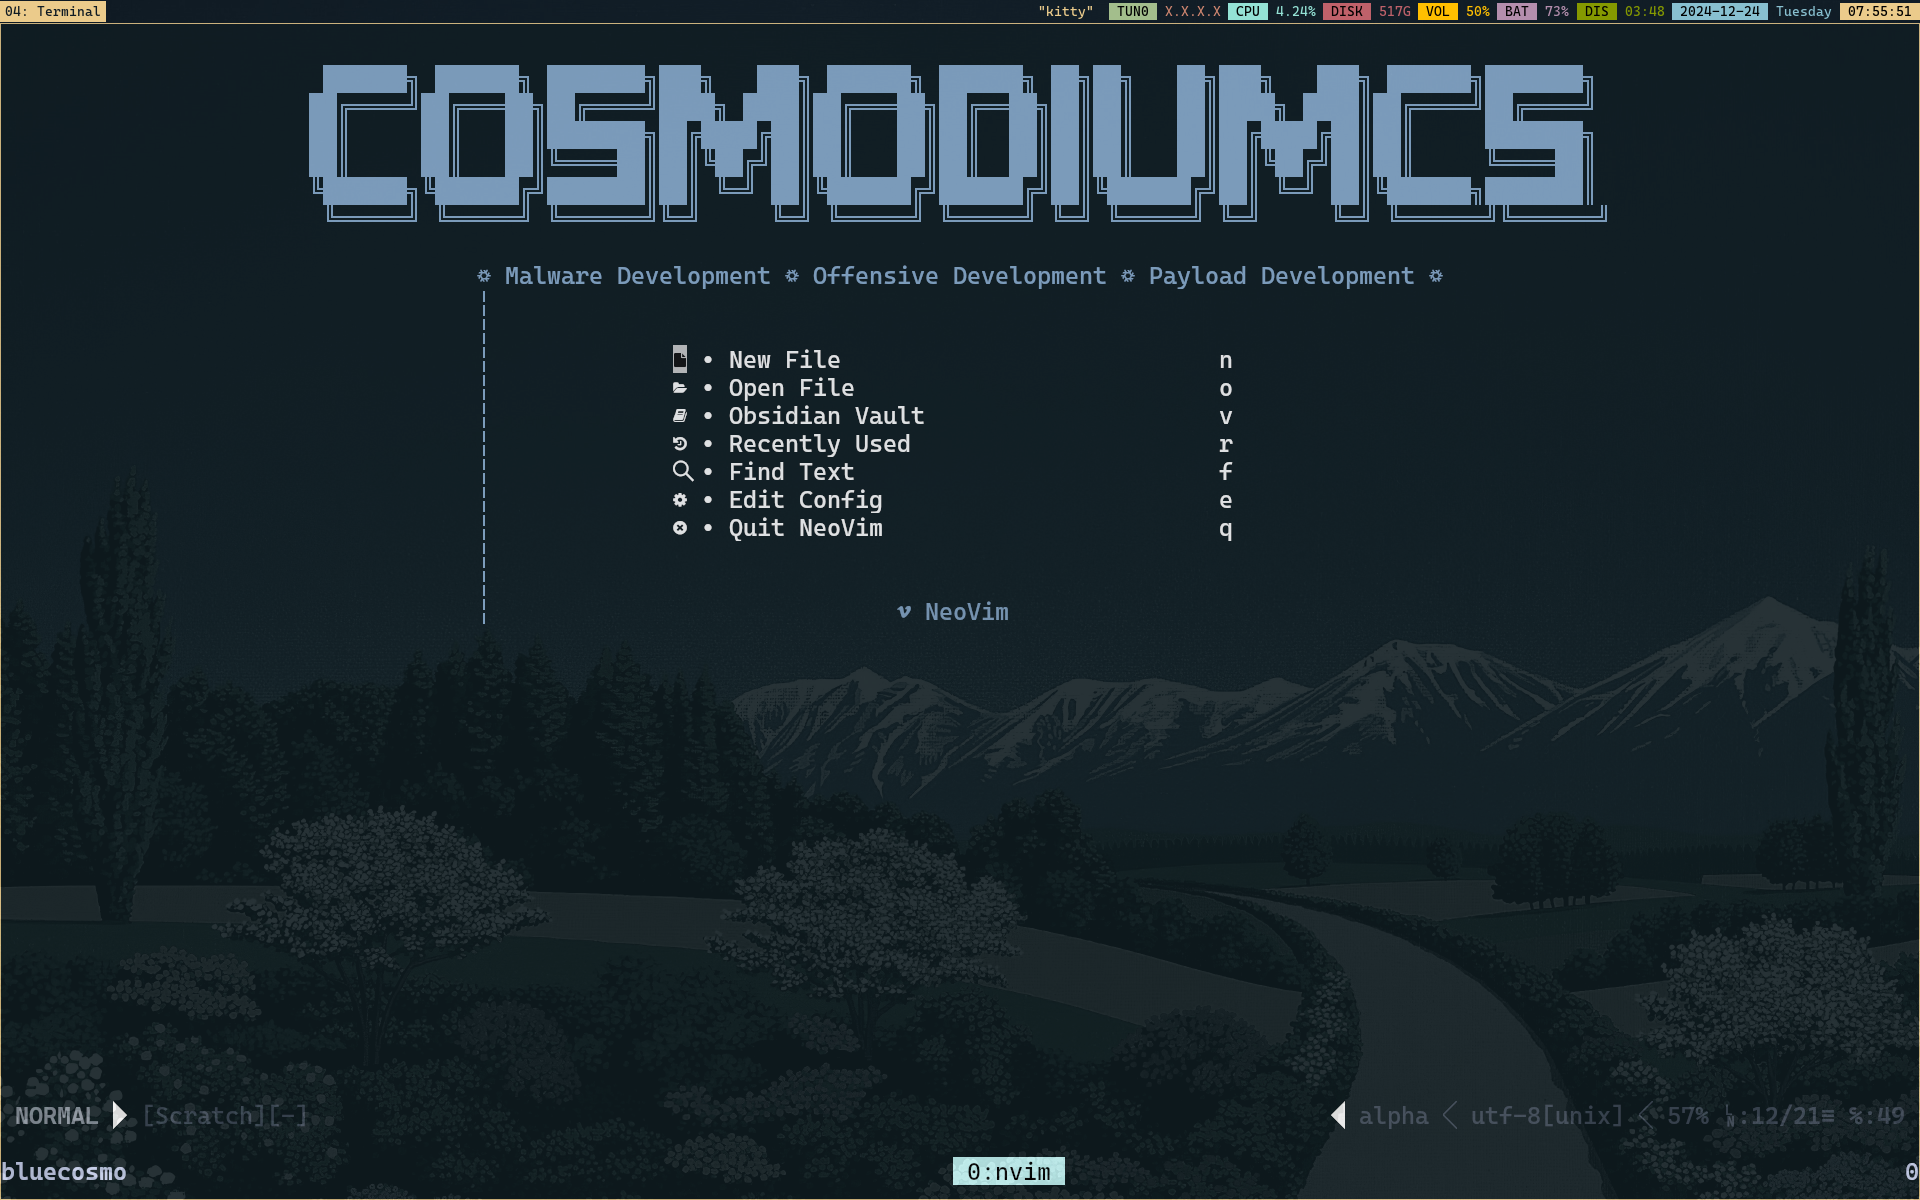 04: Terminal "kitty" TUN0 X.X.X.X CPU 4.24% DISK 517G VOL 50% BAT 73% DIS 03:48 2024-12-24 Tuesday 07:55:51
COSMODIUMCS
Malware Development Offensive Development Payload Development
• New File n
• Open File o
• Obsidian Vault v
• Recently Used r
• Find Text f
• Edit Config e
• Quit NeoVim q
NeoVim
NORMAL [Scratch][-] alpha utf-8[unix] 57% LN:12/21≡ %:49
bluecosmo 0:nvim 0